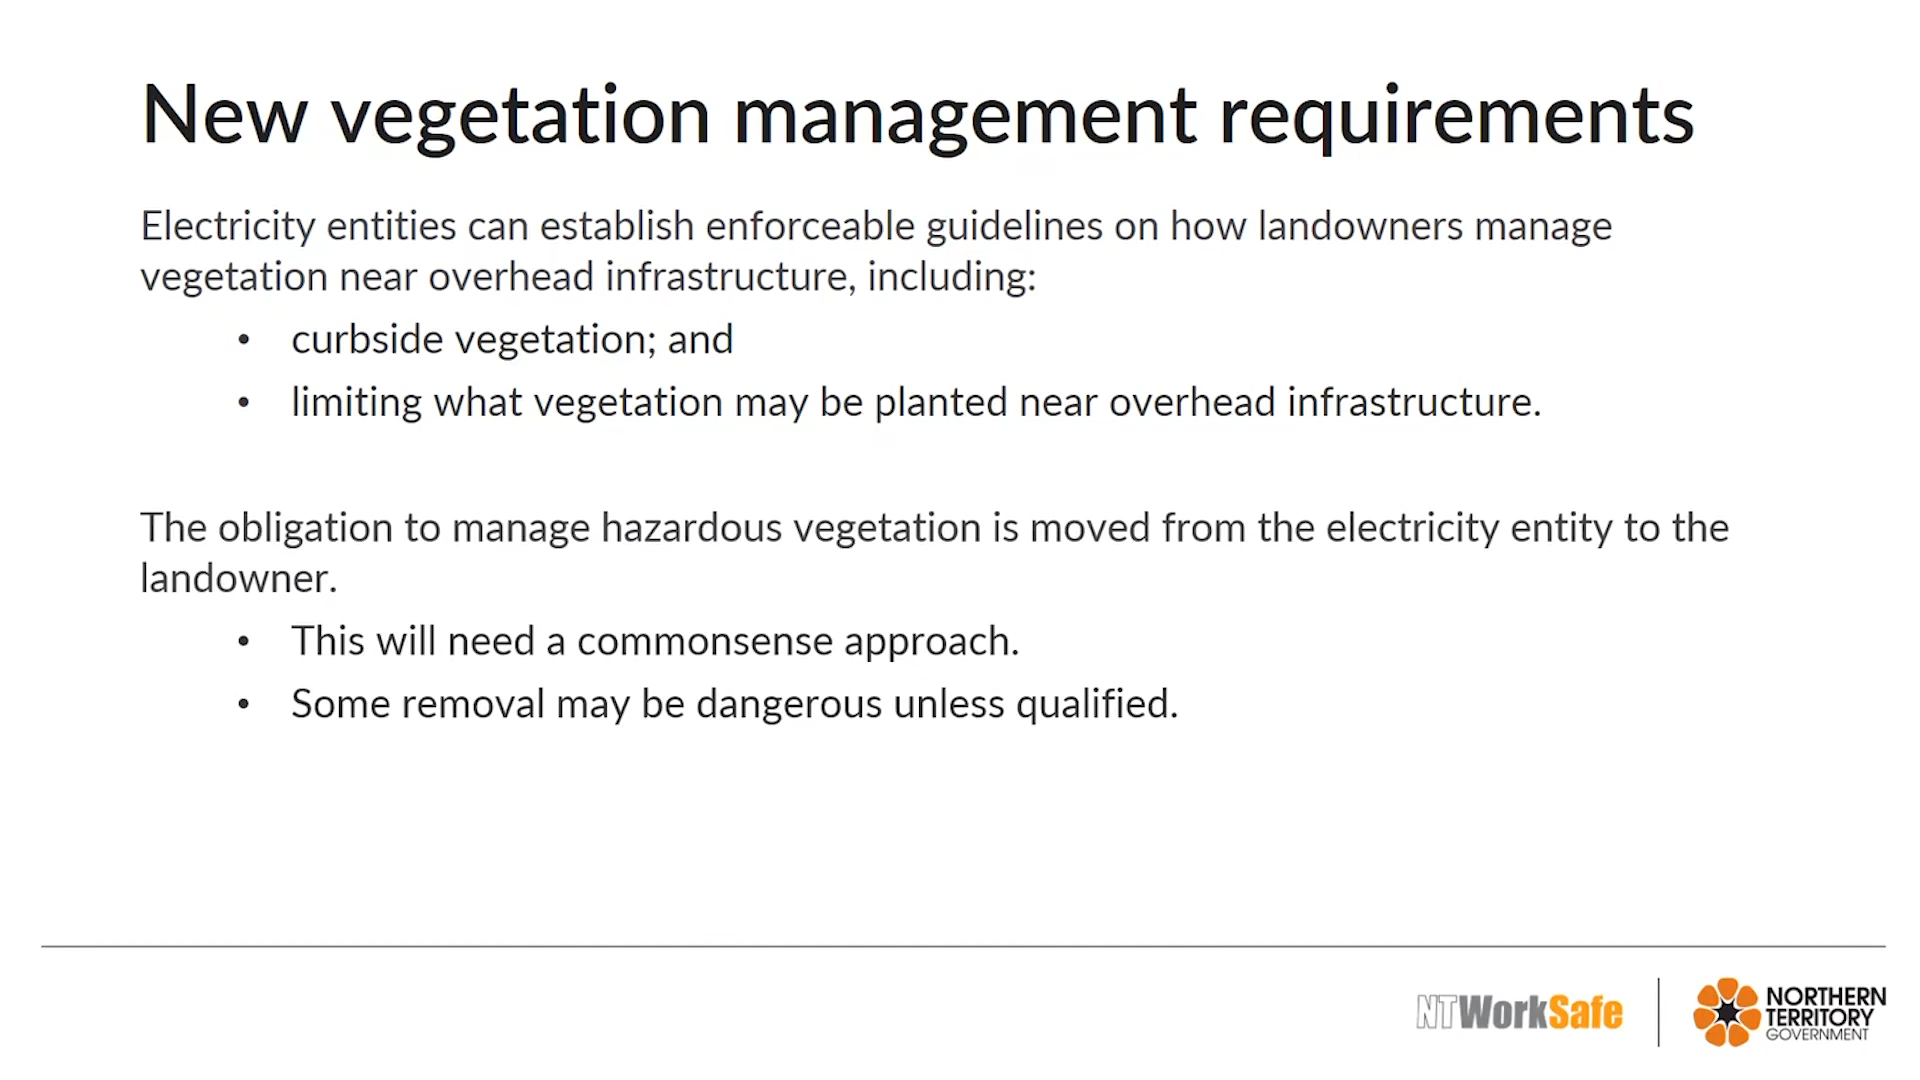 New vegetation management requirements
Electricity entities can establish enforceable guidelines on how landowners manage
vegetation near overhead infrastructure, including:
• curbside vegetation; and
• limiting what vegetation may be planted near overhead infrastructure.
The obligation to manage hazardous vegetation is moved from the electricity entity to the
landowner.
• This will need a commonsense approach.
• Some removal may be dangerous unless qualified.
NTWorkSafe
NORTHERN
TERRITORY
GOVERNMENT